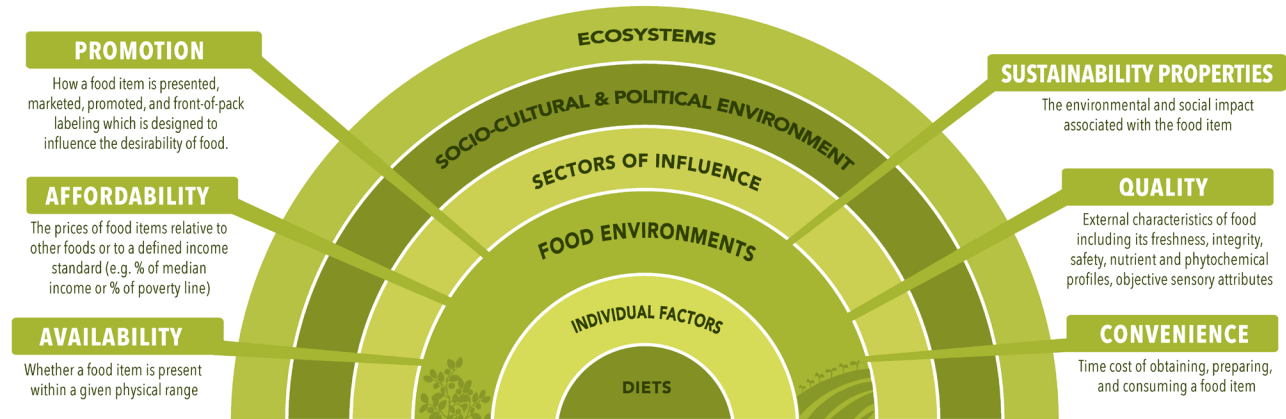 PROMOTION
How a food item is presented,
marketed, promoted, and front-of-pack
labeling which is designed to
influence the desirability of food.
AFFORDABILITY
The prices of food items relative to
other foods or to a defined income
standard (e.g. % of median
income or % of poverty line)
AVAILABILITY
Whether a food item is present
within a given physical range
ECOSYSTEMS
SOCIO-CULTURAL & POLITICAL ENVIRONMENT
SECTORS OF INFLUENCE
FOOD ENVIRONMENTS
INDIVIDUAL FACTORS
DIETS
SUSTAINABILITY PROPERTIES
The environmental and social impact
associated with the food item
QUALITY
External characteristics of food
including its freshness, integrity,
safety, nutrient and phytochemical
profiles, objective sensory attributes
CONVENIENCE
Time cost of obtaining, preparing,
and consuming a food item